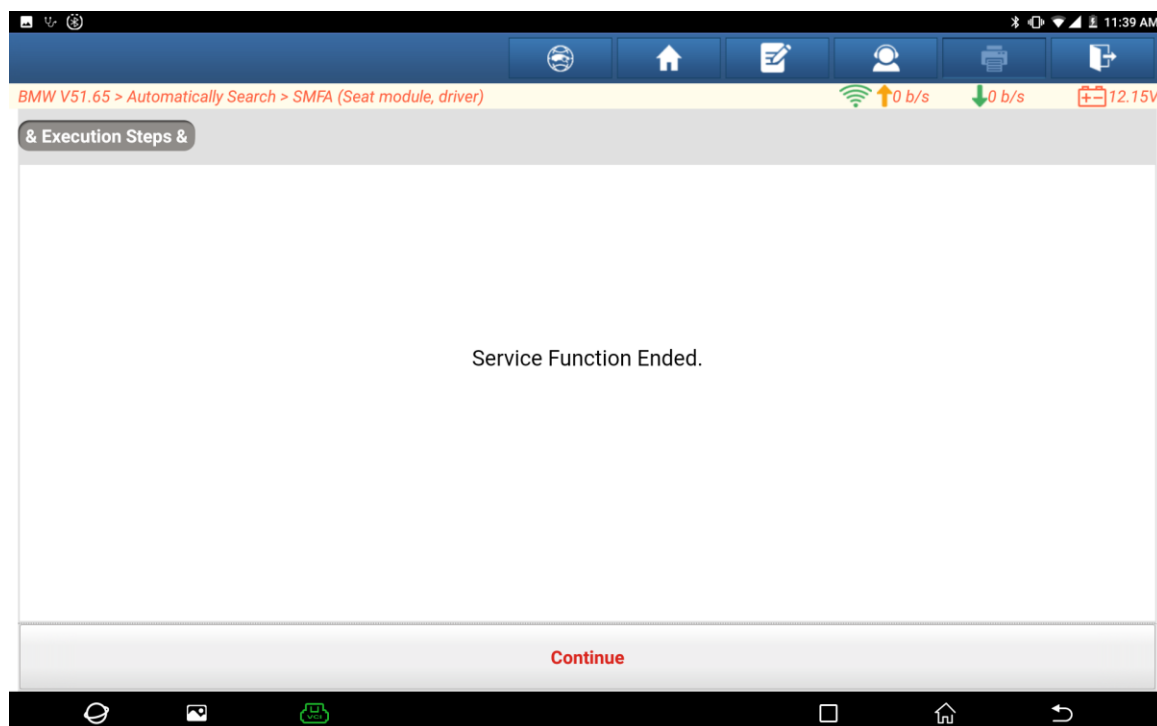 11:39 AM
BMW V51.65 > Automatically Search > SMFA (Seat module, driver)
0 b/s
0 b/s
12.15V
& Execution Steps &
Service Function Ended.
Continue
VCI